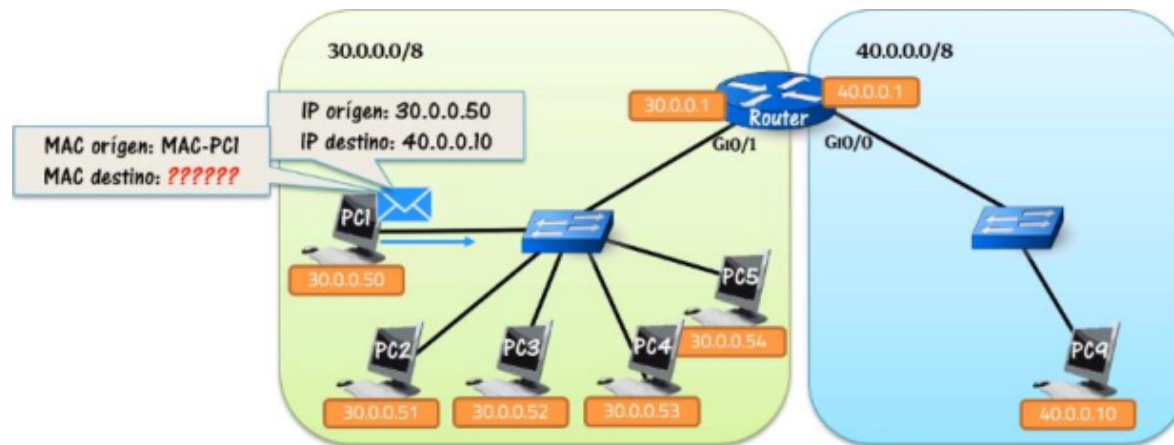 30.0.0.0/8
40.0.0.0/8
IP orígen: 30.0.0.50
IP destino: 40.0.0.10
MAC orígen: MAC-PC1
MAC destino: ??????
30.0.0.1
40.0.0.1
Router
Gi0/1
Gi0/0
PC1
30.0.0.50
PC5
30.0.0.54
PC2
30.0.0.51
PC3
30.0.0.52
PC4
30.0.0.53
PC9
40.0.0.10